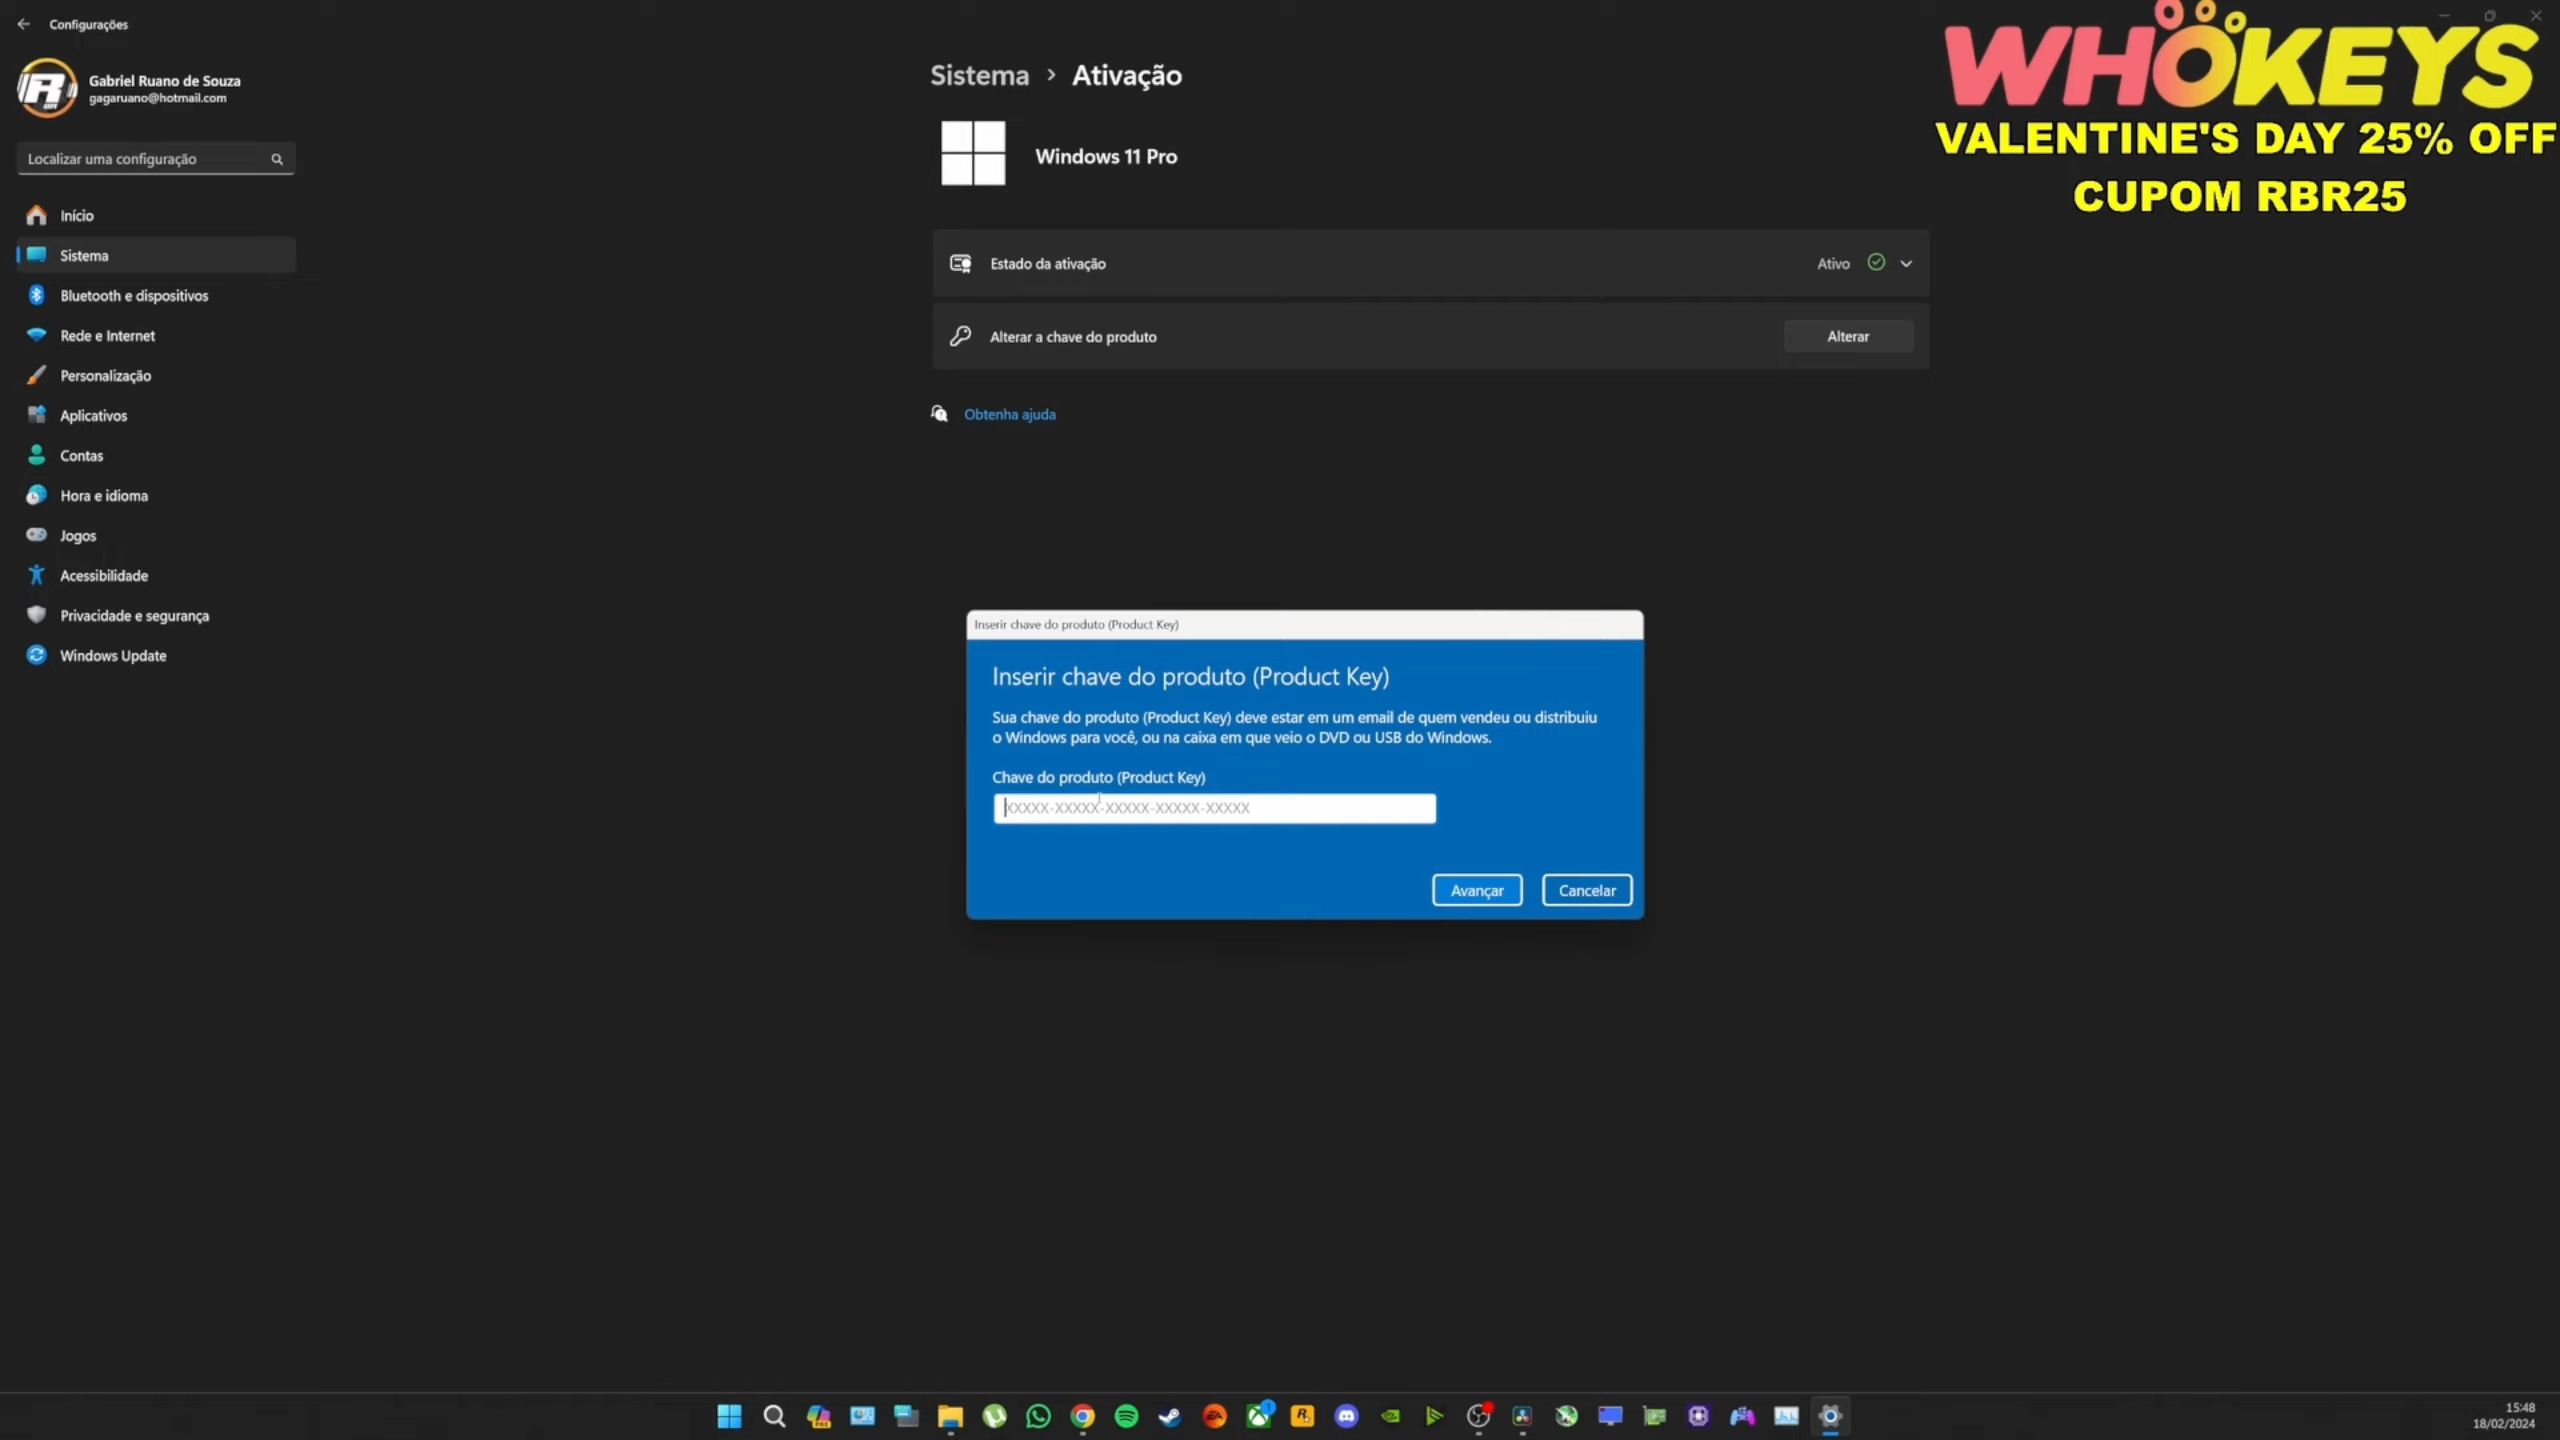 Configurações
Gabriel Ruano de Souza
gagaruano@hotmail.com
Localizar uma configuração
Início
Sistema
Bluetooth e dispositivos
Rede e Internet
Personalização
Aplicativos
Contas
Hora e idioma
Jogos
Acessibilidade
Privacidade e segurança
Windows Update
Sistema > Ativação
Windows 11 Pro
Estado da ativação
Ativo
Alterar a chave do produto
Alterar
Obtenha ajuda
WHOKEYS
VALENTINE'S DAY 25% OFF
CUPOM RBR25
Inserir chave do produto (Product Key)
Inserir chave do produto (Product Key)
Sua chave do produto (Product Key) deve estar em um email de quem vendeu ou distribuiu
o Windows para você, ou na caixa em que veio o DVD ou USB do Windows.
Chave do produto (Product Key)
XXXXX-XXXXX-XXXXX-XXXXX-XXXXX
Avançar
Cancelar
15:48
18/02/2024